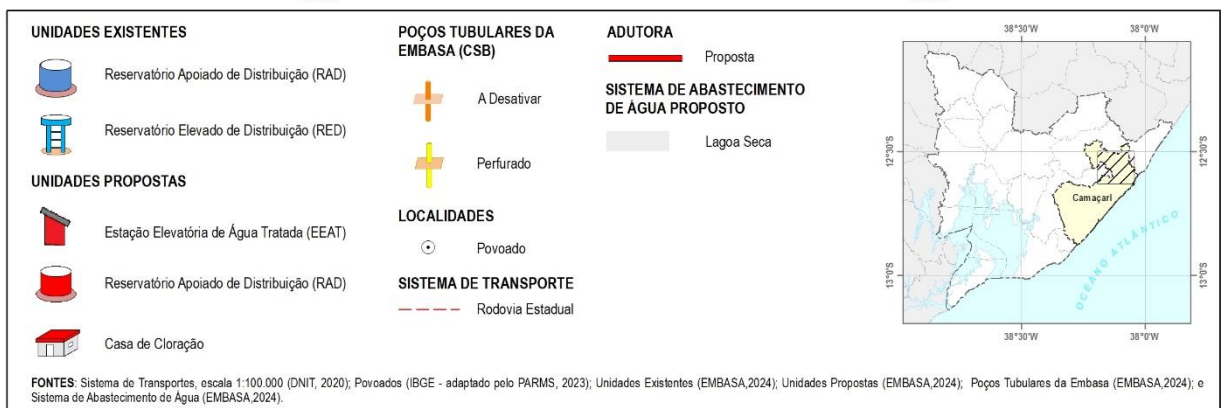 UNIDADES EXISTENTES
Reservatório Apoiado de Distribuição (RAD)
Reservatório Elevado de Distribuição (RED)
UNIDADES PROPOSTAS
Estação Elevatória de Água Tratada (EEAT)
Reservatório Apoiado de Distribuição (RAD)
Casa de Cloração
POÇOS TUBULARES DA
EMBASA (CSB)
A Desativar
Perfurado
LOCALIDADES
Povoado
SISTEMA DE TRANSPORTE
Rodovia Estadual
ADUTORA
Proposta
SISTEMA DE ABASTECIMENTO
DE ÁGUA PROPOSTO
Lagoa Seca
38°30'W
38°0'W
12°30'S
12°30'S
Camaçari
OCEANO ATLÂNTICO
13°0'S
13°0'S
38°30'W
38°0'W
FONTES: Sistema de Transportes, escala 1:100.000 (DNIT, 2020); Povoados (IBGE - adaptado pelo PARMS, 2023); Unidades Existentes (EMBASA,2024); Unidades Propostas (EMBASA,2024); Poços Tubulares da Embasa (EMBASA,2024); e
Sistema de Abastecimento de Água (EMBASA,2024).